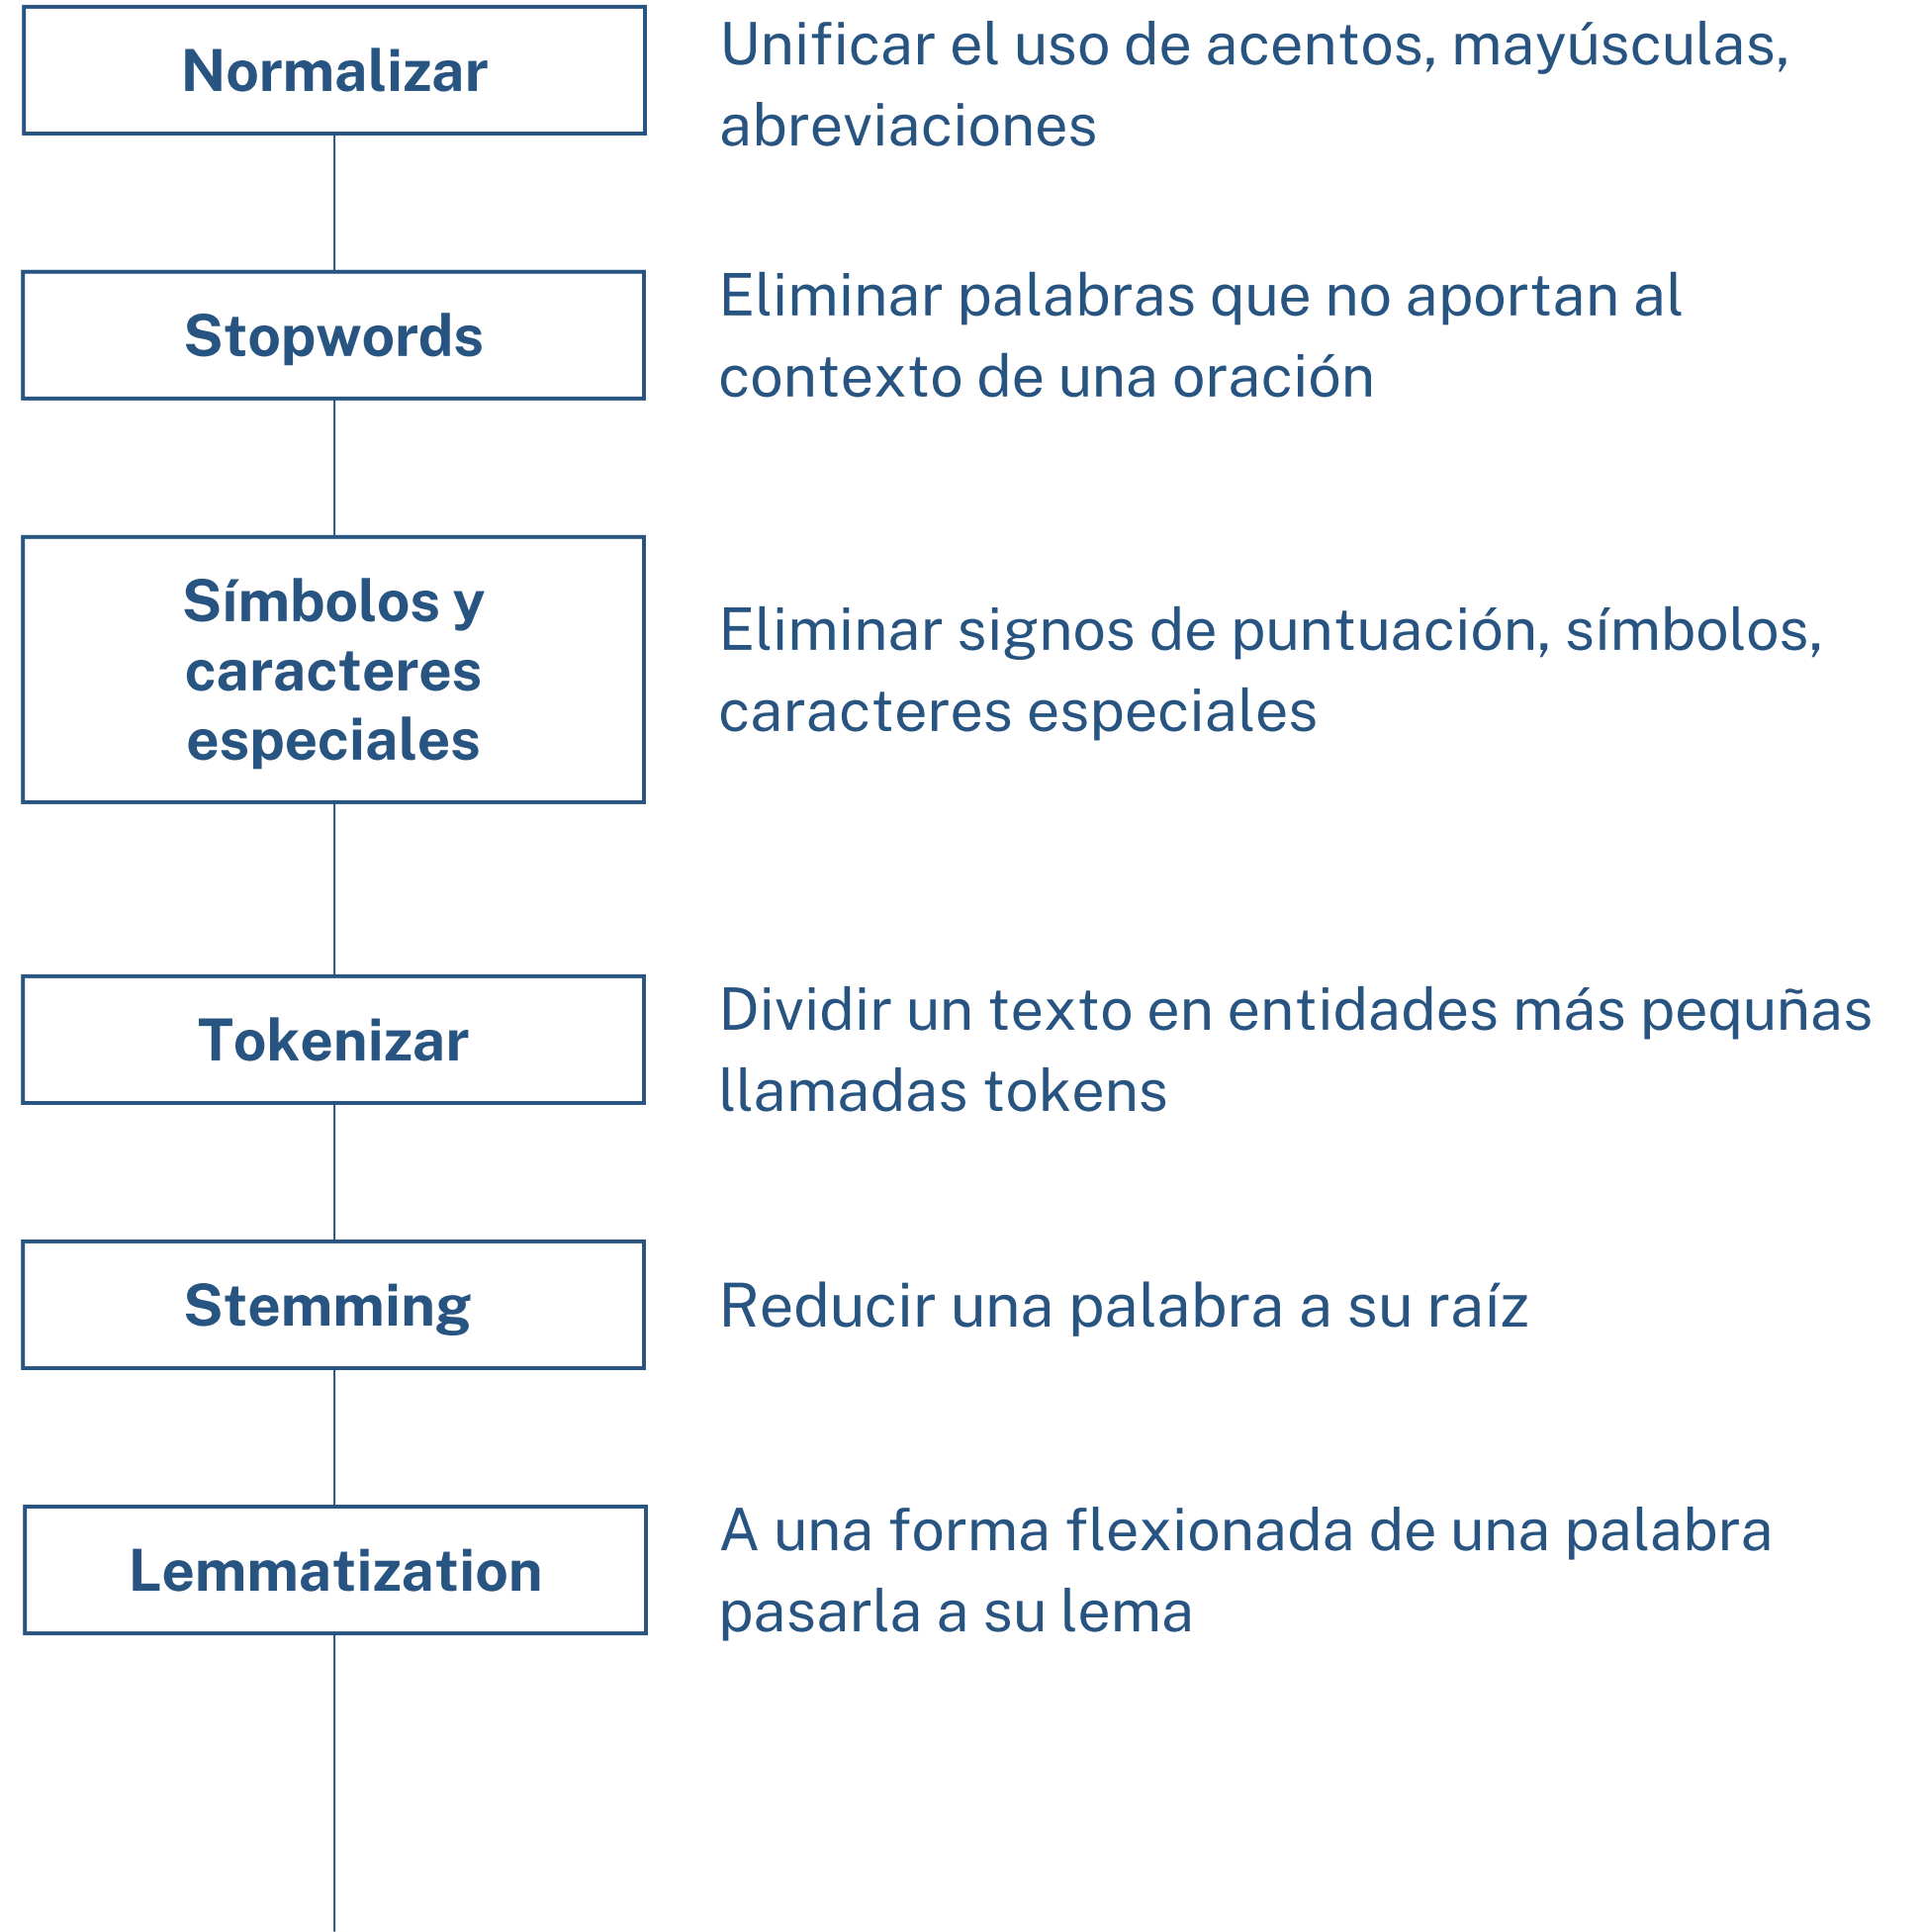 Normalizar
Unificar el uso de acentos, mayúsculas,
abreviaciones
Stopwords
Eliminar palabras que no aportan al
contexto de una oración
Símbolos y
caracteres
especiales
Eliminar signos de puntuación, símbolos,
caracteres especiales
Tokenizar
Dividir un texto en entidades más pequñas
llamadas tokens
Stemming
Reducir una palabra a su raíz
Lemmatization
A una forma flexionada de una palabra
pasarla a su lema